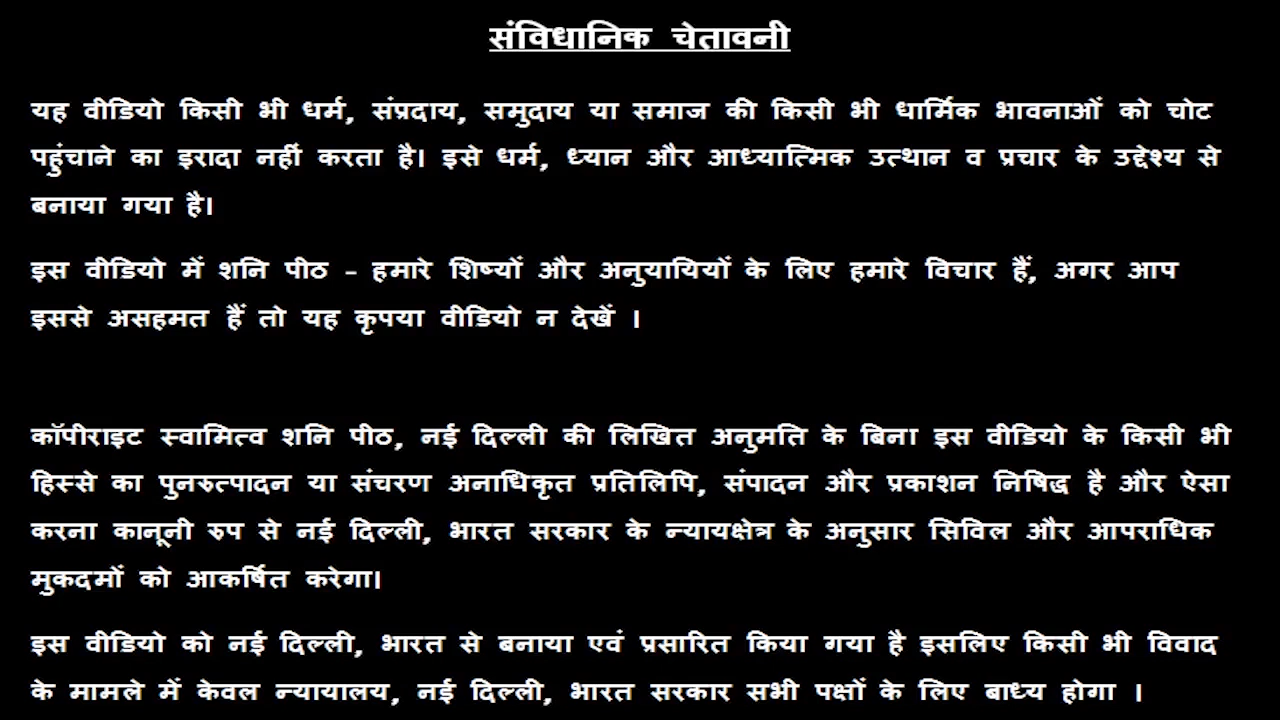 संविधानिक चेतावनी
यह वीडियो किसी भी धर्म, संप्रदाय, समुदाय या समाज की किसी भी धार्मिक भावनाओं को चोट
पहुंचाने का इरादा नहीं करता है। इसे धर्म, ध्यान और आध्यात्मिक उत्थान व प्रचार के उद्देश्य से
बनाया गया है।
इस वीडियो में शनि पीठ – हमारे शिष्यों और अनुयायियों के लिए हमारे विचार हैं, अगर आप
इससे असहमत हैं तो यह कृपया वीडियो न देखें ।
कॉपीराइट स्वामित्व शनि पीठ, नई दिल्ली की लिखित अनुमति के बिना इस वीडियो के किसी भी
हिस्से का पुनरुत्पादन या संचरण अनाधिकृत प्रतिलिपि, संपादन और प्रकाशन निषिद्ध है और ऐसा
करना कानूनी रुप से नई दिल्ली, भारत सरकार के न्यायक्षेत्र के अनुसार सिविल और आपराधिक
मुकदमों को आकर्षित करेगा।
इस वीडियो को नई दिल्ली, भारत से बनाया एवं प्रसारित किया गया है इसलिए किसी भी विवाद
के मामले में केवल न्यायालय, नई दिल्ली, भारत सरकार सभी पक्षों के लिए बाध्य होगा ।